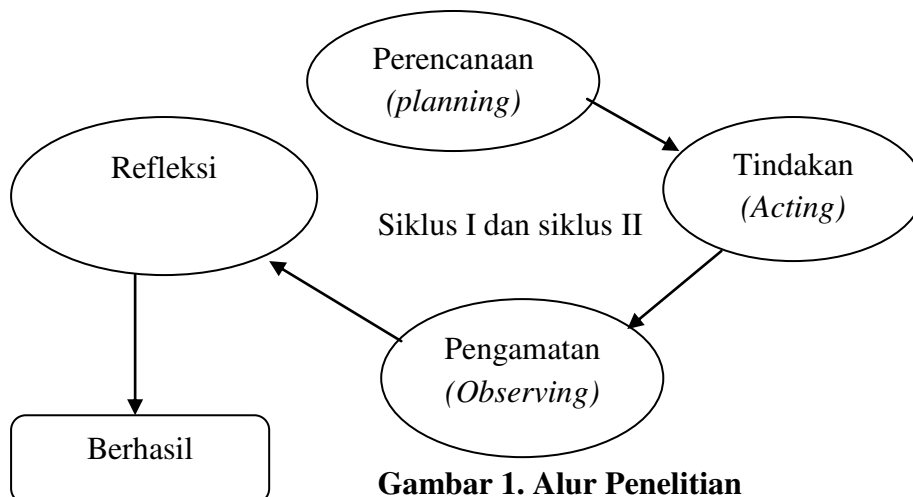 Perencanaan
(planning)
Refleksi
Tindakan
(Acting)
Siklus I dan siklus II
Pengamatan
(Observing)
Berhasil
Gambar 1. Alur Penelitian